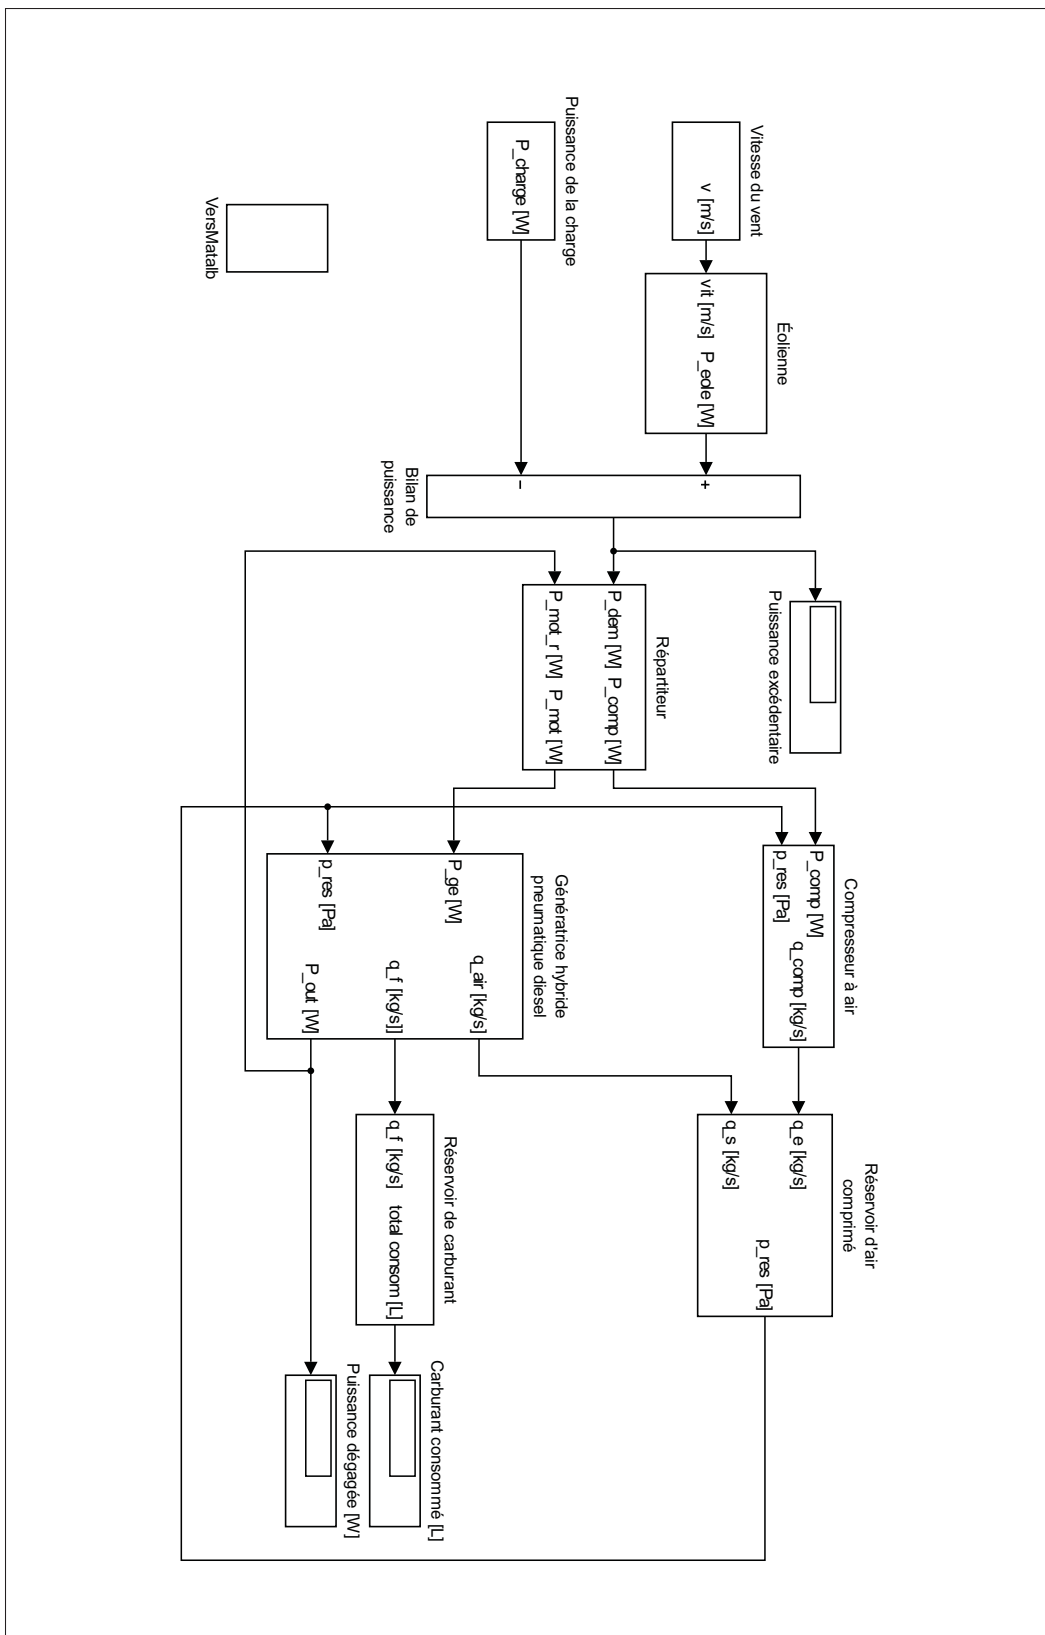 Vitesse du vent
v [m/s]
Éolienne
vit [m/s]
P_eole [W]
Puissance de la charge
P_charge [W]
VersMatalb
+
−
Bilan de
puissance
Puissance excédentaire
Répartiteur
P_dem [W]
P_comp [W]
P_mot_r [W]
P_mot [W]
Compresseur à air
P_comp [W]
p_res [Pa]
q_comp [kg/s]
Génératrice hybride
pneumatique diesel
P_ge [W]
p_res [Pa]
q_air [kg/s]
q_f [kg/s]]
P_out [W]
Réservoir d'air
comprimé
q_e [kg/s]
q_s [kg/s]
p_res [Pa]
Réservoir de carburant
q_f [kg/s]
total consom [L]
Carburant consommé [L]
Puissance dégagée [W]